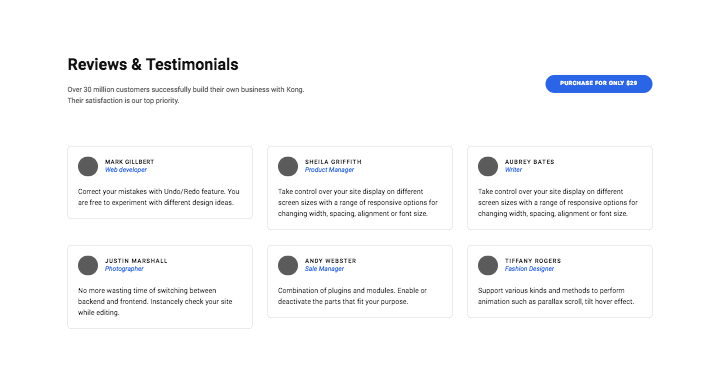 Reviews & Testimonials
Over 30 million customers successfully build their own business with Kong.
Their satisfaction is our top priority.
PURCHASE FOR ONLY $29
MARK GILLBERT
Web developer
Correct your mistakes with Undo/Redo feature. You
are free to experiment with different design ideas.
SHEILA GRIFFITH
Product Manager
Take control over your site display on different
screen sizes with a range of responsive options for
changing width, spacing, alignment or font size.
AUBREY BATES
Writer
Take control over your site display on different
screen sizes with a range of responsive options for
changing width, spacing, alignment or font size.
JUSTIN MARSHALL
Photographer
No more wasting time of switching between
backend and frontend. Instancely check your site
while editing.
ANDY WEBSTER
Sale Manager
Combination of plugins and modules. Enable or
deactivate the parts that fit your purpose.
TIFFANY ROGERS
Fashion Designer
Support various kinds and methods to perform
animation such as parallax scroll, tilt hover effect.